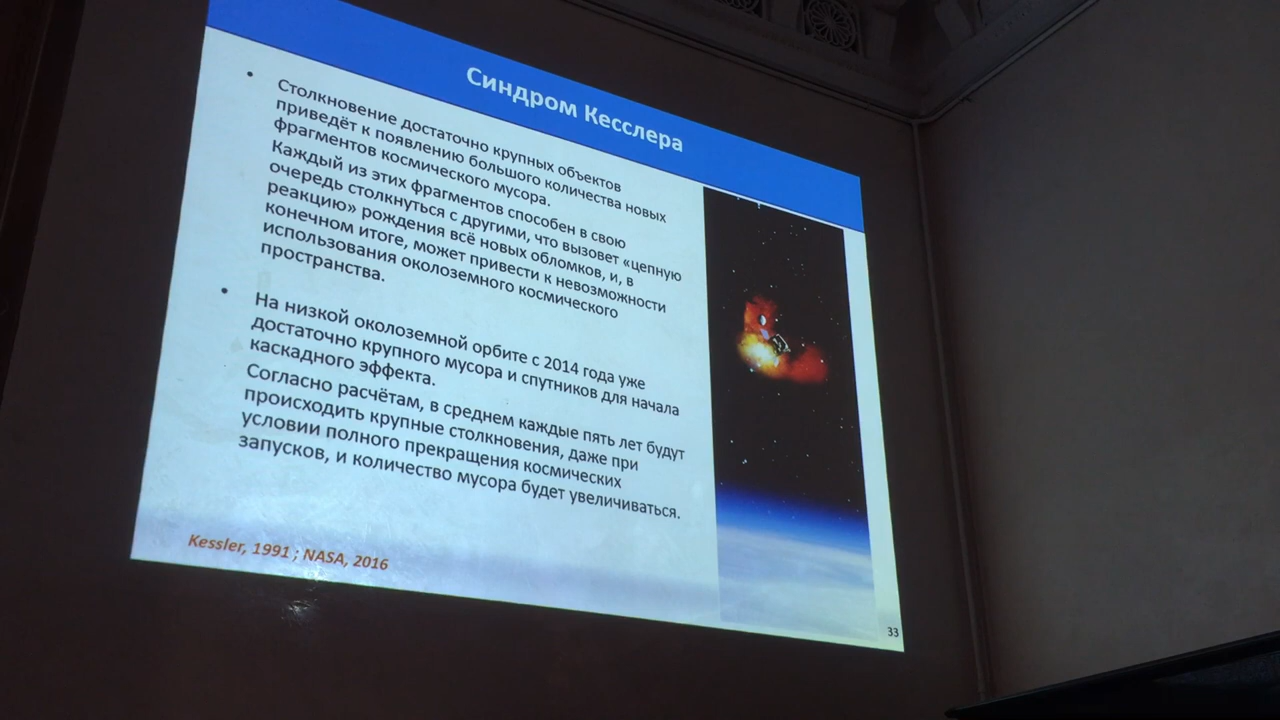 Синдром Кесслера
• Столкновение достаточно крупных объектов
приведёт к появлению большого количества новых
фрагментов космического мусора.
Каждый из этих фрагментов способен в свою
очередь столкнуться с другими, что вызовет «цепную
реакцию» рождения всё новых обломков, и, в
конечном итоге, может привести к невозможности
использования околоземного космического
пространства.
• На низкой околоземной орбите с 2014 года уже
достаточно крупного мусора и спутников для начала
каскадного эффекта.
Согласно расчётам, в среднем каждые пять лет будут
происходить крупные столкновения, даже при
условии полного прекращения космических
запусков, и количество мусора будет увеличиваться.
Kessler, 1991 ; NASA, 2016
33